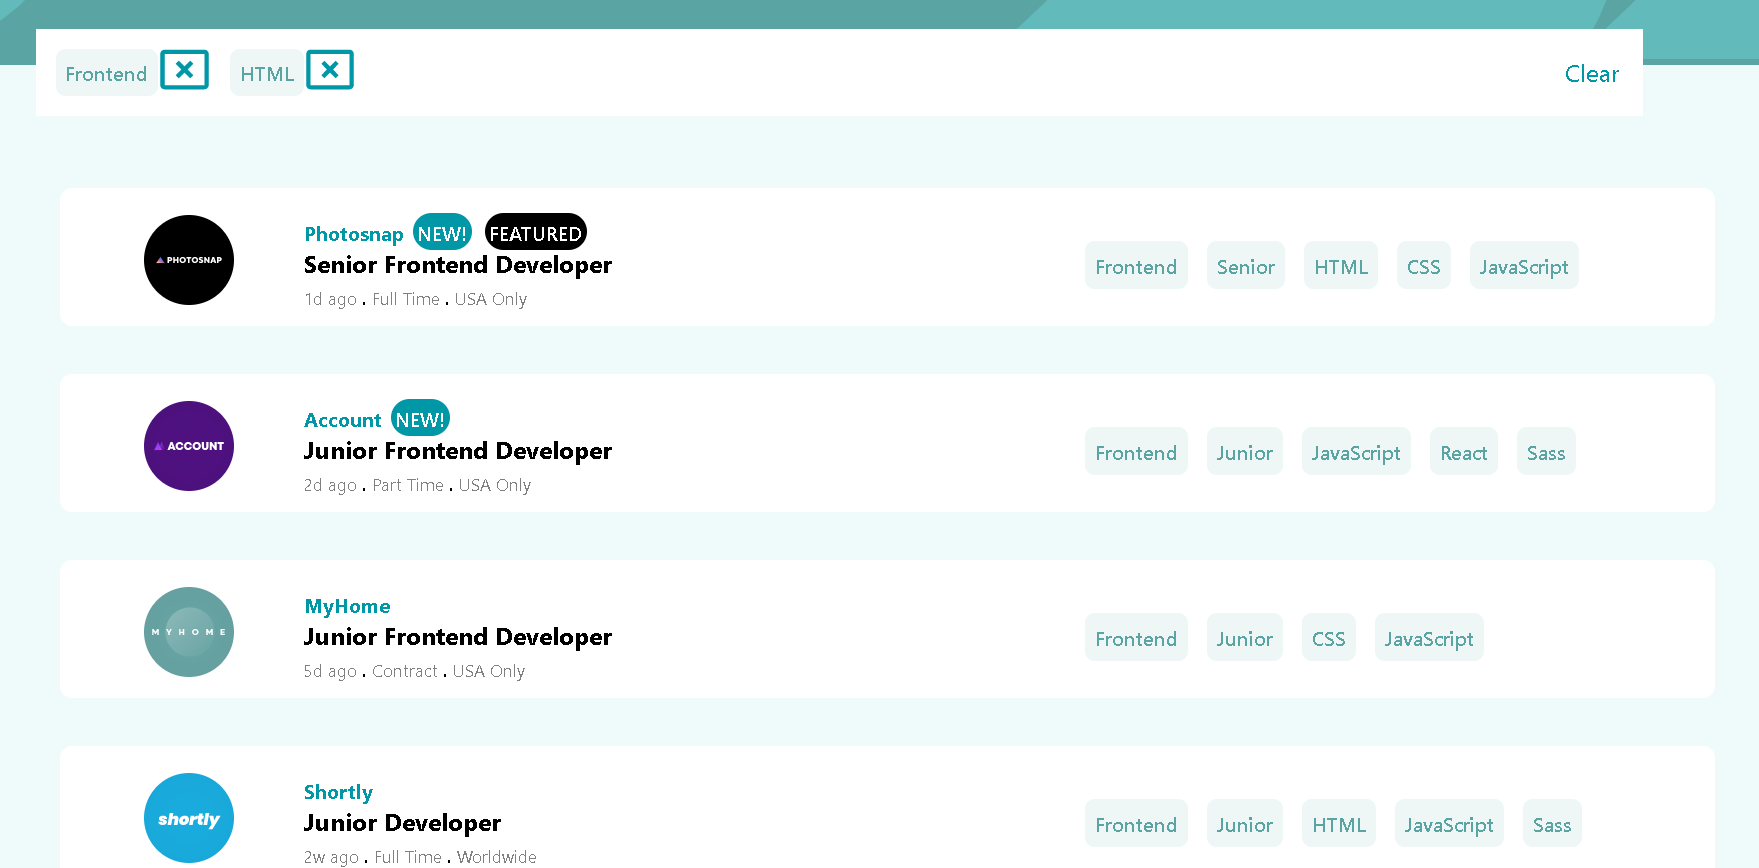 Frontend HTML Clear
PHOTOSNAP
Photosnap NEW! FEATURED
Senior Frontend Developer
1d ago . Full Time . USA Only
Frontend Senior HTML CSS JavaScript
ACCOUNT
Account NEW!
Junior Frontend Developer
2d ago . Part Time . USA Only
Frontend Junior JavaScript React Sass
MYHOME
MyHome
Junior Frontend Developer
5d ago . Contract . USA Only
Frontend Junior CSS JavaScript
shortly
Shortly
Junior Developer
2w ago . Full Time . Worldwide
Frontend Junior HTML JavaScript Sass